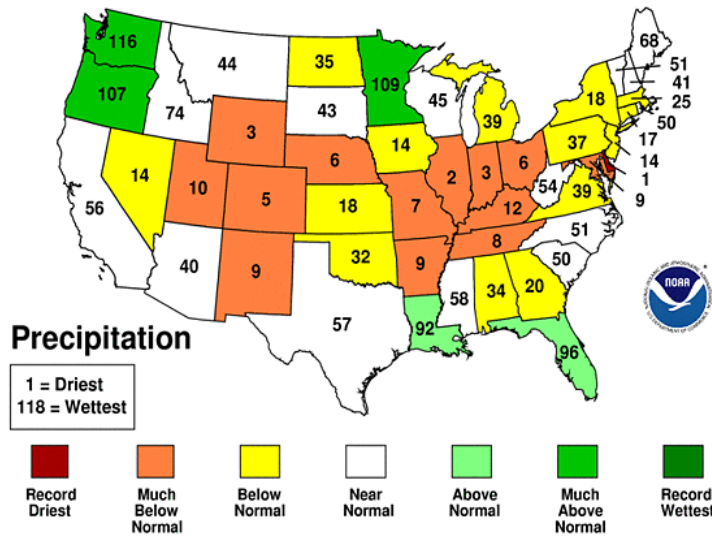 116
107
44
35
109
68
51
41
25
50
17
14
1
9
74
43
45
39
18
3
6
14
37
56
14
10
5
18
7
2
3
6
54
39
12
51
40
9
32
9
8
50
57
92
58
34
20
96
NOAA
Precipitation
1 = Driest
118 = Wettest
Record
Driest
Much
Below
Normal
Below
Normal
Near
Normal
Above
Normal
Much
Above
Normal
Record
Wettest